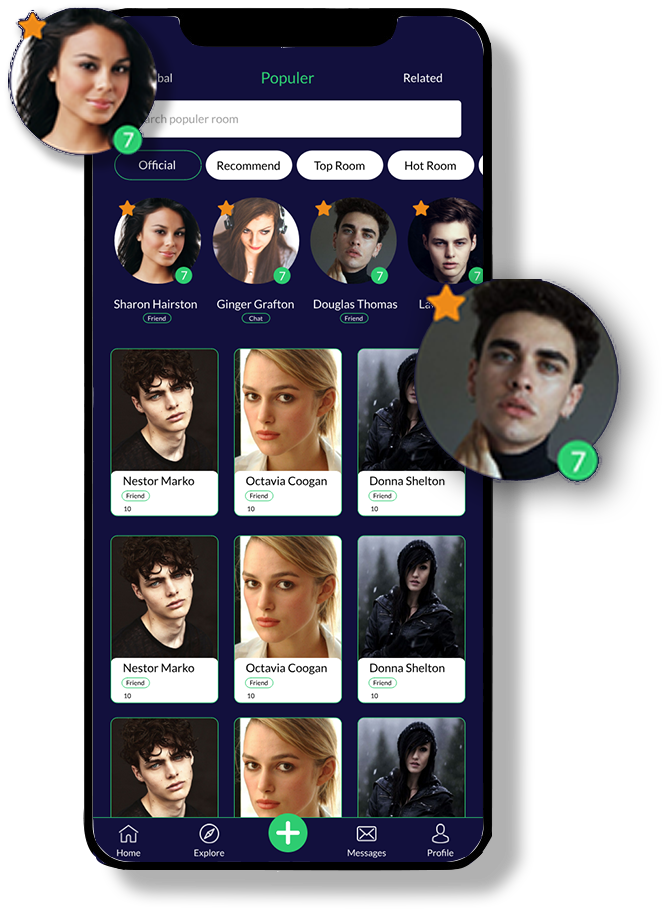 bal Populer Related
arch populer room
Official Recommend Top Room Hot Room
7 7 7 7
Sharon Hairston Ginger Grafton Douglas Thomas La
Friend Chat Friend
7
7
Nestor Marko Octavia Coogan Donna Shelton
Friend Friend Friend
10 10 10
Nestor Marko Octavia Coogan Donna Shelton
Friend Friend Friend
10 10 10
Home Explore Messages Profile